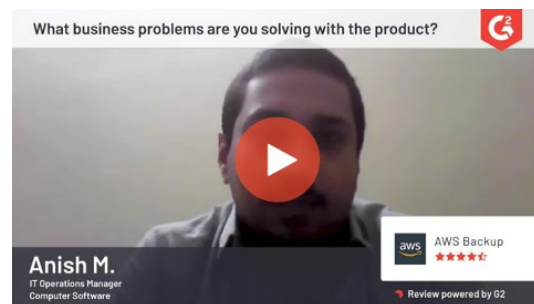 What business problems are you solving with the product?
G2
aws
AWS Backup
Anish M.
IT Operations Manager
Computer Software
Review powered by G2